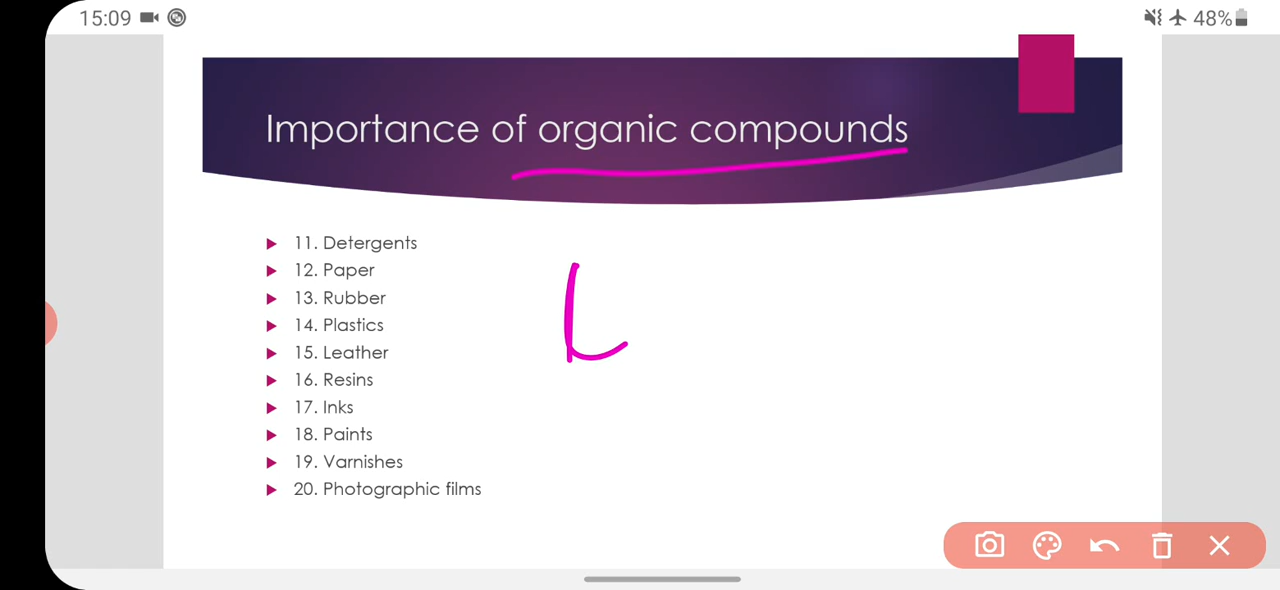 15:09 48%
Importance of organic compounds
11. Detergents
12. Paper
13. Rubber
14. Plastics
15. Leather
16. Resins
17. Inks
18. Paints
19. Varnishes
20. Photographic films